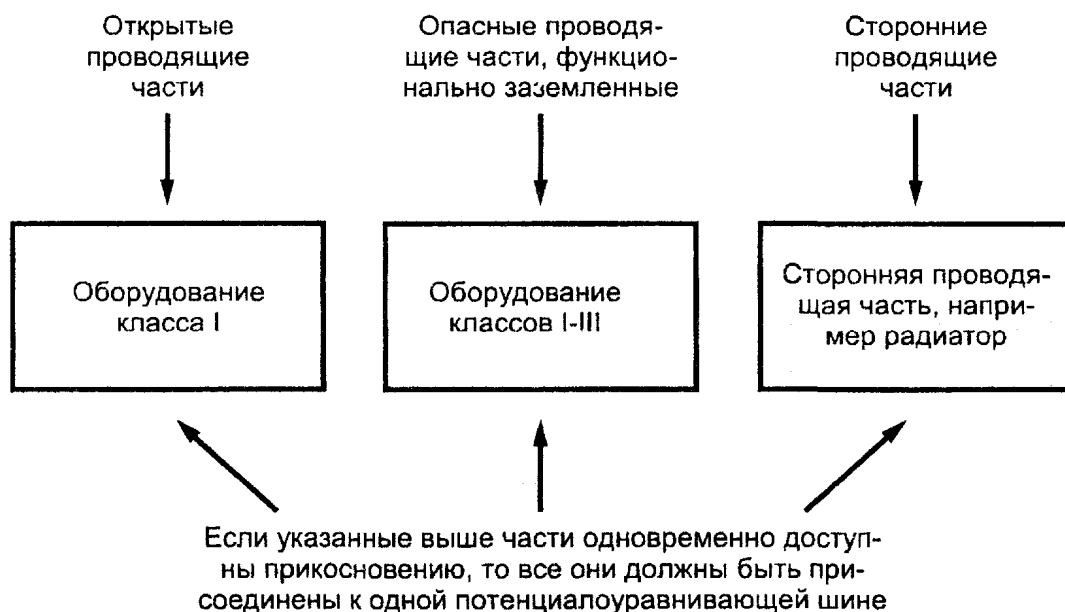 Открытые
проводящие
части
Опасные проводя-
щие части, функцио-
нально заземленные
Сторонние
проводящие
части
Оборудование
класса I
Оборудование
классов I-III
Сторонняя проводя-
щая часть, напри-
мер радиатор
Если указанные выше части одновременно доступ-
ны прикосновению, то все они должны быть при-
соединены к одной потенциалоуравнивающей шине